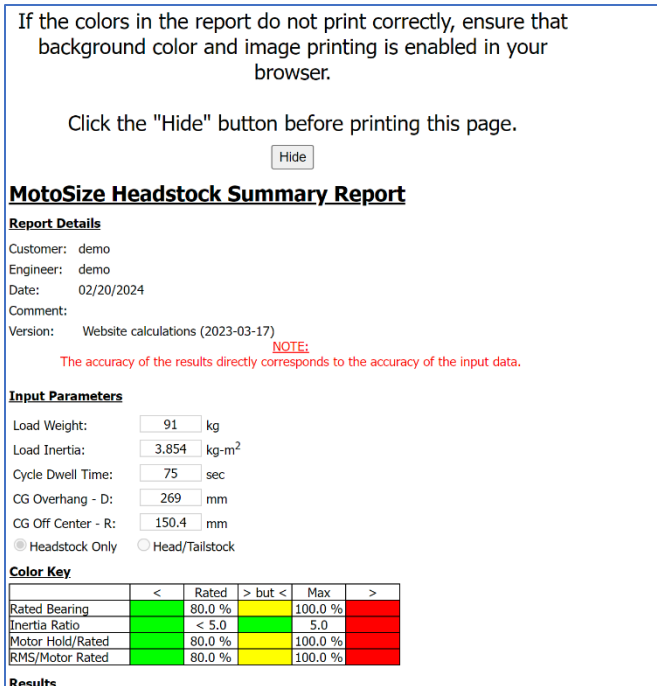 If the colors in the report do not print correctly, ensure that
background color and image printing is enabled in your
browser.
Click the "Hide" button before printing this page.
Hide
MotoSize Headstock Summary Report
Report Details
Customer: demo
Engineer: demo
Date: 02/20/2024
Comment:
Version: Website calculations (2023-03-17)
NOTE:
The accuracy of the results directly corresponds to the accuracy of the input data.
Input Parameters
Load Weight: 91 kg
Load Inertia: 3.854 kg-m²
Cycle Dwell Time: 75 sec
CG Overhang - D: 269 mm
CG Off Center - R: 150.4 mm
Headstock Only Head/Tailstock
Color Key
< Rated > but < Max >
Rated Bearing 80.0 % 100.0 %
Inertia Ratio < 5.0 5.0
Motor Hold/Rated 80.0 % 100.0 %
RMS/Motor Rated 80.0 % 100.0 %
Results